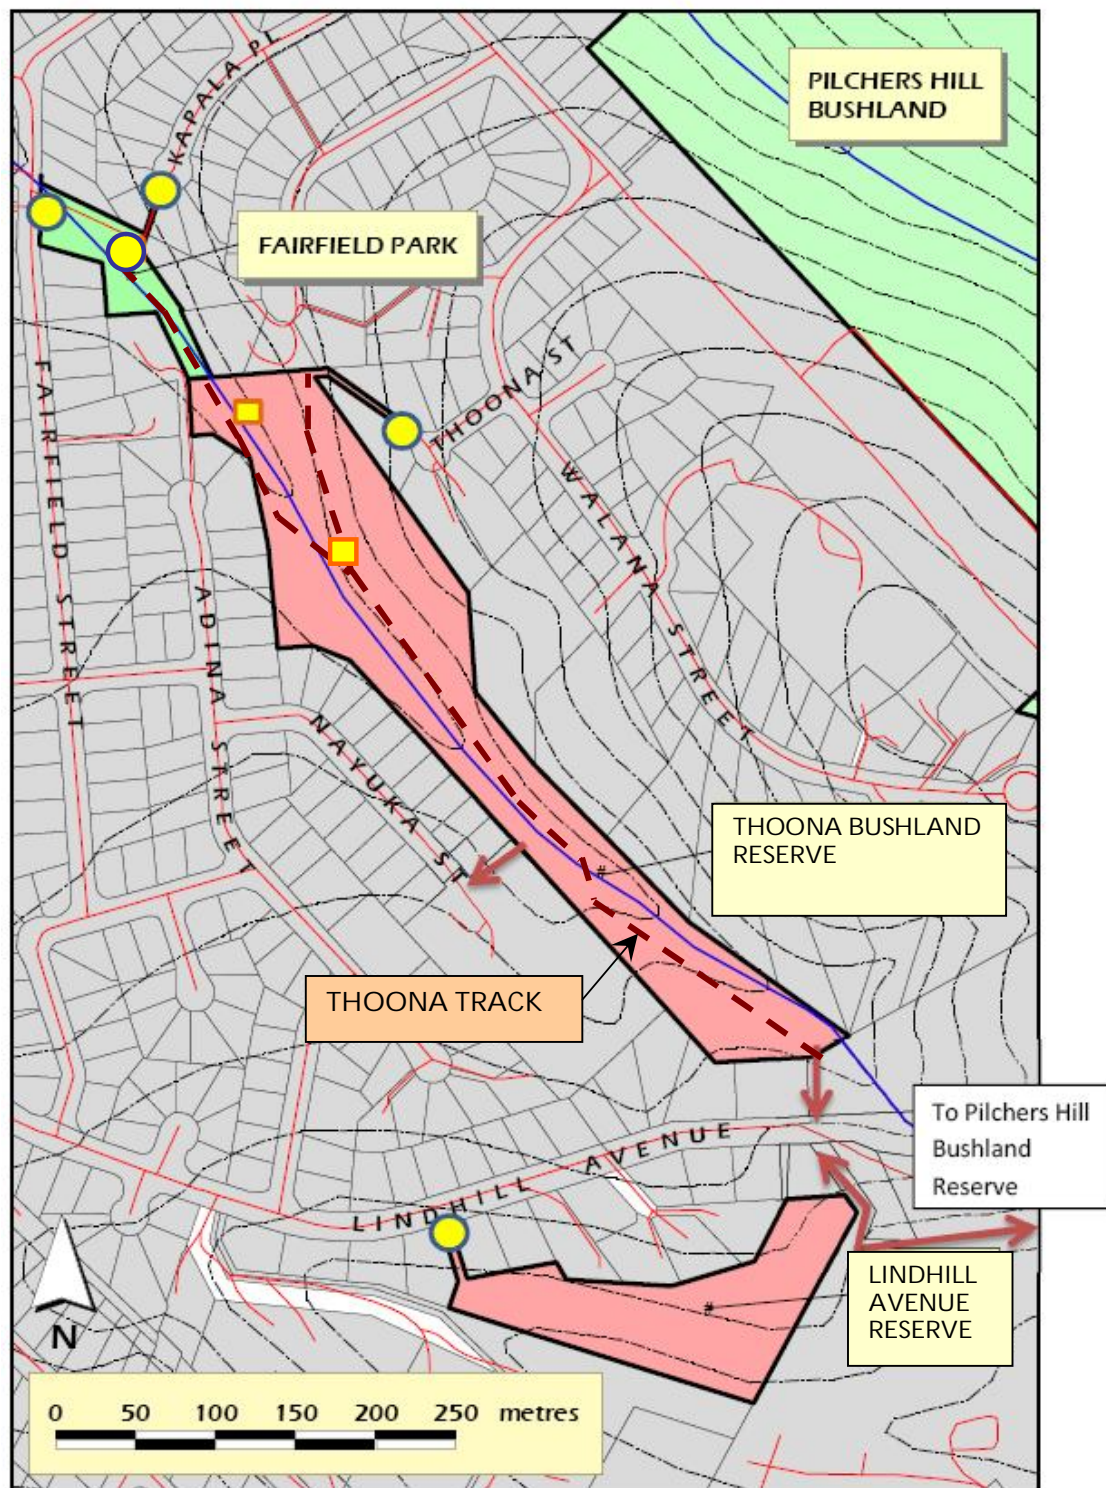 PILCHERS HILL
BUSHLAND
KAPALA PL
FAIRFIELD PARK
THOONA ST
FAIRFIELD STREET
WALANA STREET
ADINA STREET
NAYUKA ST
THOONA BUSHLAND
RESERVE
THOONA TRACK
To Pilchers Hill
Bushland
Reserve
LINDHILL AVENUE
LINDHILL
AVENUE
RESERVE
N
0 50 100 150 200 250 metres